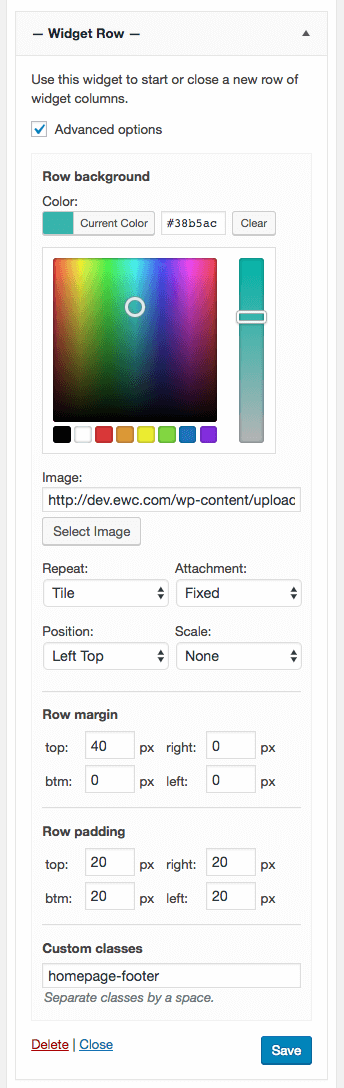 — Widget Row —
Use this widget to start or close a new row of
widget columns.
Advanced options
Row background
Color:
Current Color #38b5ac Clear
Image:
http://dev.ewc.com/wp-content/uploac
Select Image
Repeat: Attachment:
Tile Fixed
Position: Scale:
Left Top None
Row margin
top: 40 px right: 0 px
btm: 0 px left: 0 px
Row padding
top: 20 px right: 20 px
btm: 20 px left: 20 px
Custom classes
homepage-footer
Separate classes by a space.
Delete | Close Save